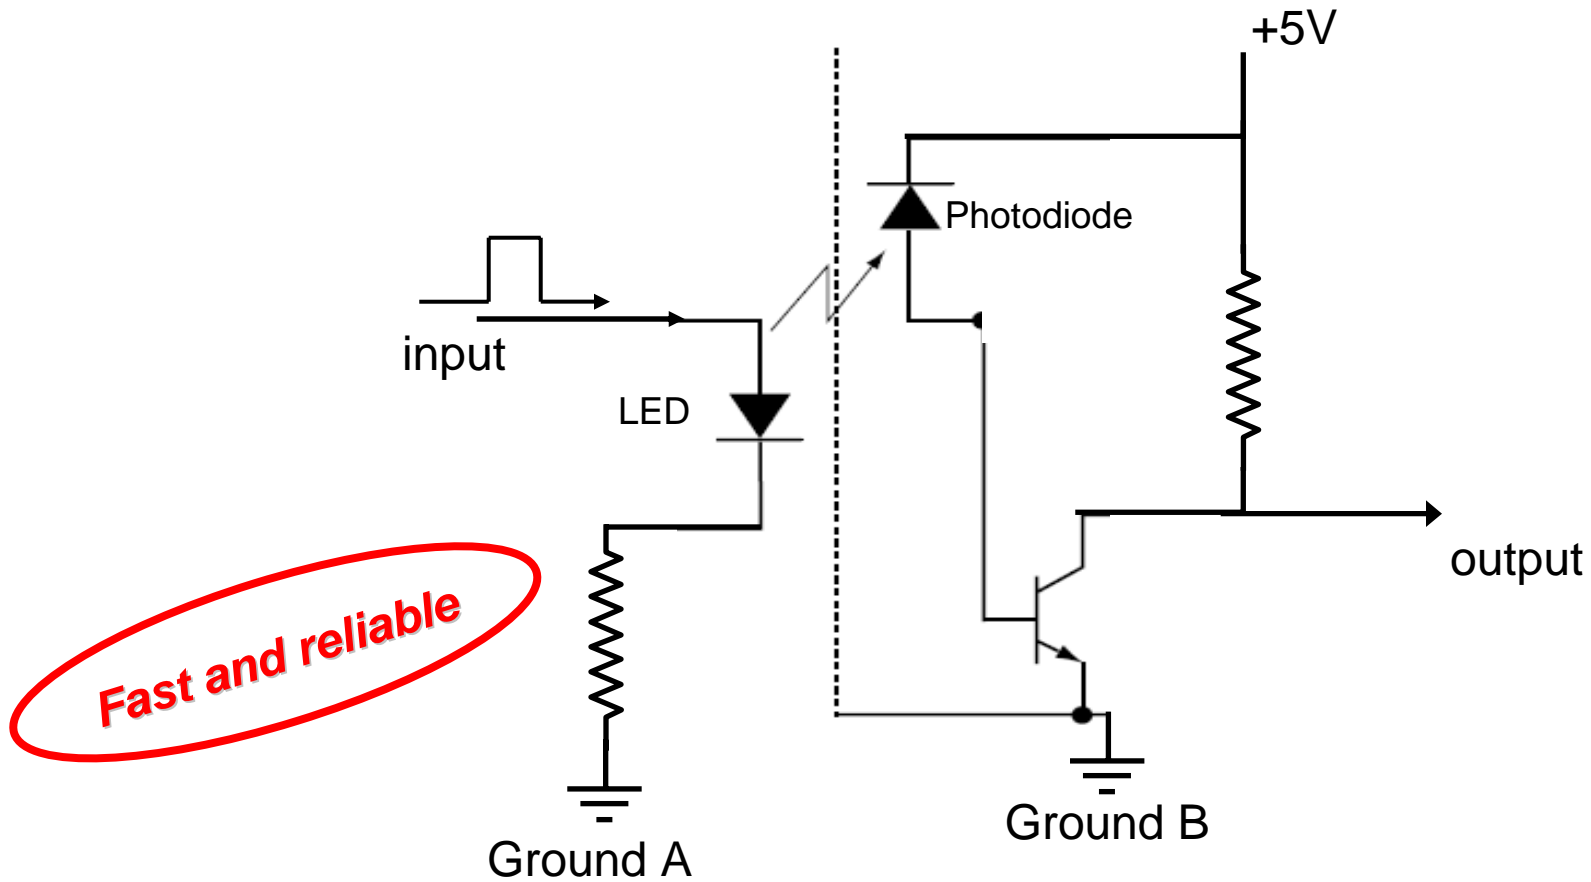 +5V
Photodiode
input
LED
output
Fast and reliable
Ground B
Ground A